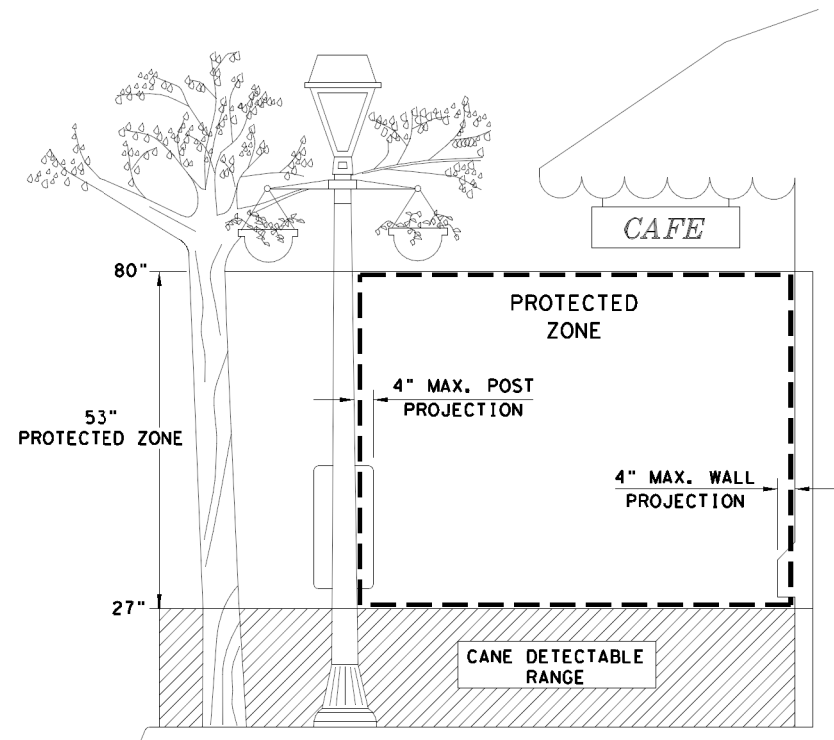 CAFE
80"
PROTECTED
ZONE
4" MAX. POST
PROJECTION
53"
PROTECTED ZONE
4" MAX. WALL
PROJECTION
27"
CANE DETECTABLE
RANGE